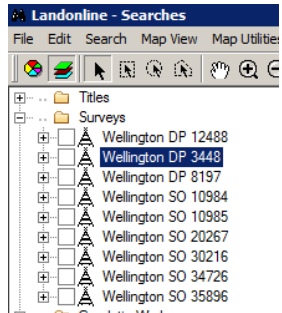 Landonline - Searches
File Edit Search Map View Map Utilities
Titles
Surveys
Wellington DP 12488
Wellington DP 3448
Wellington DP 8197
Wellington SO 10984
Wellington SO 10985
Wellington SO 20267
Wellington SO 30216
Wellington SO 34726
Wellington SO 35896